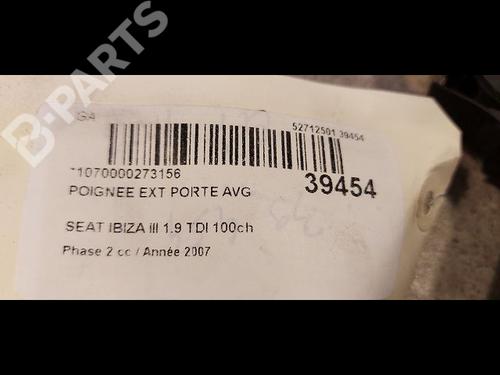 B-PARTS
GA
52712501 39454
*1070000273156
39454
POIGNEE EXT PORTE AVG
SEAT IBIZA III 1.9 TDI 100ch
Phase 2 cc / Année 2007